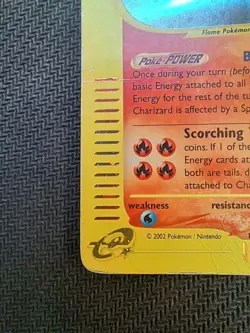 Flame Pokémon
Poké-POWER B
Once during your turn (befo
basic Energy attached to all
Energy for the rest of the tu
Charizard is affected by a Sp
Scorching
coins. If 1 of the
Energy cards at
both are tails, d
attached to Cha
weakness resistan
e
© 2002 Pokémon / Nintendo